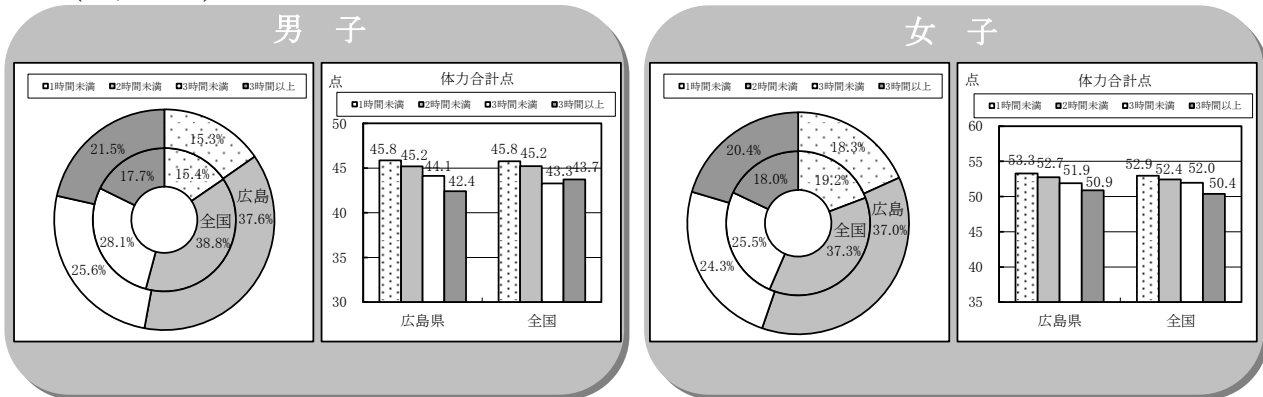 男 子
□1時間未満 □2時間未満 □3時間未満 ■3時間以上
15.3%
21.5%
17.7%
15.4%
広島
37.6%
全国
38.8%
28.1%
25.6%
点
体力合計点
□1時間未満 □2時間未満 □3時間未満 ■3時間以上
50
45
40
35
30
45.8
45.2
44.1
42.4
45.8
45.2
43.3
43.7
広島県
全国
女 子
□1時間未満 □2時間未満 □3時間未満 ■3時間以上
18.3%
20.4%
18.0%
19.2%
広島
37.0%
全国
37.3%
25.5%
24.3%
点
体力合計点
□1時間未満 □2時間未満 □3時間未満 ■3時間以上
60
55
50
45
40
35
53.3
52.7
51.9
50.9
52.9
52.4
52.0
50.4
広島県
全国